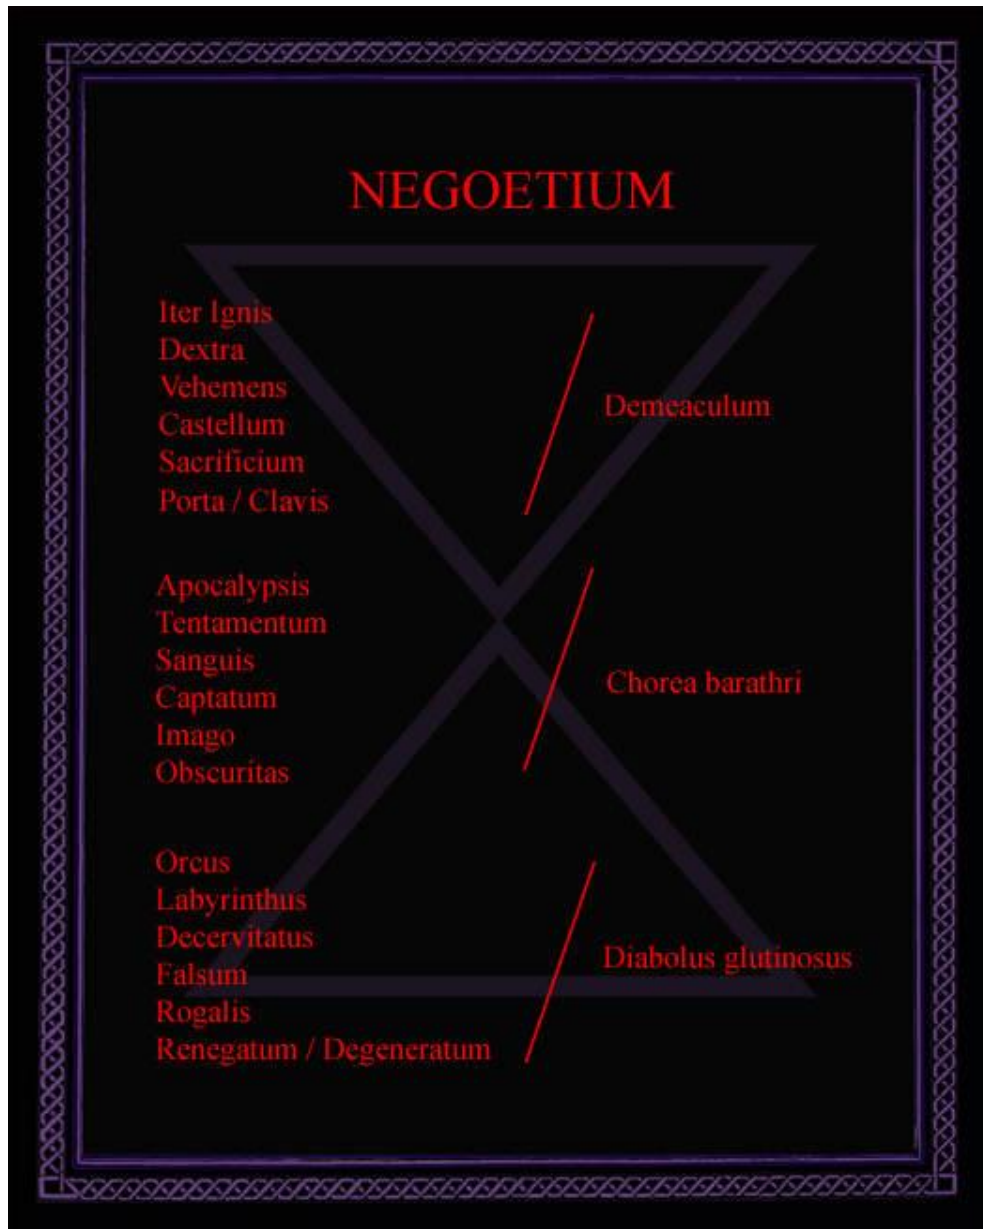 NEGOETIUM
Iter Ignis
Dextra
Vehemens
Castellum
Sacrificium
Porta / Clavis
Demeaculum
Apocalypsis
Tentamentum
Sanguis
Captatum
Imago
Obscuritas
Chorea barathri
Orcus
Labyrinthus
Decervitatus
Falsum
Rogalis
Renegatum / Degeneratum
Diabolus glutinosus